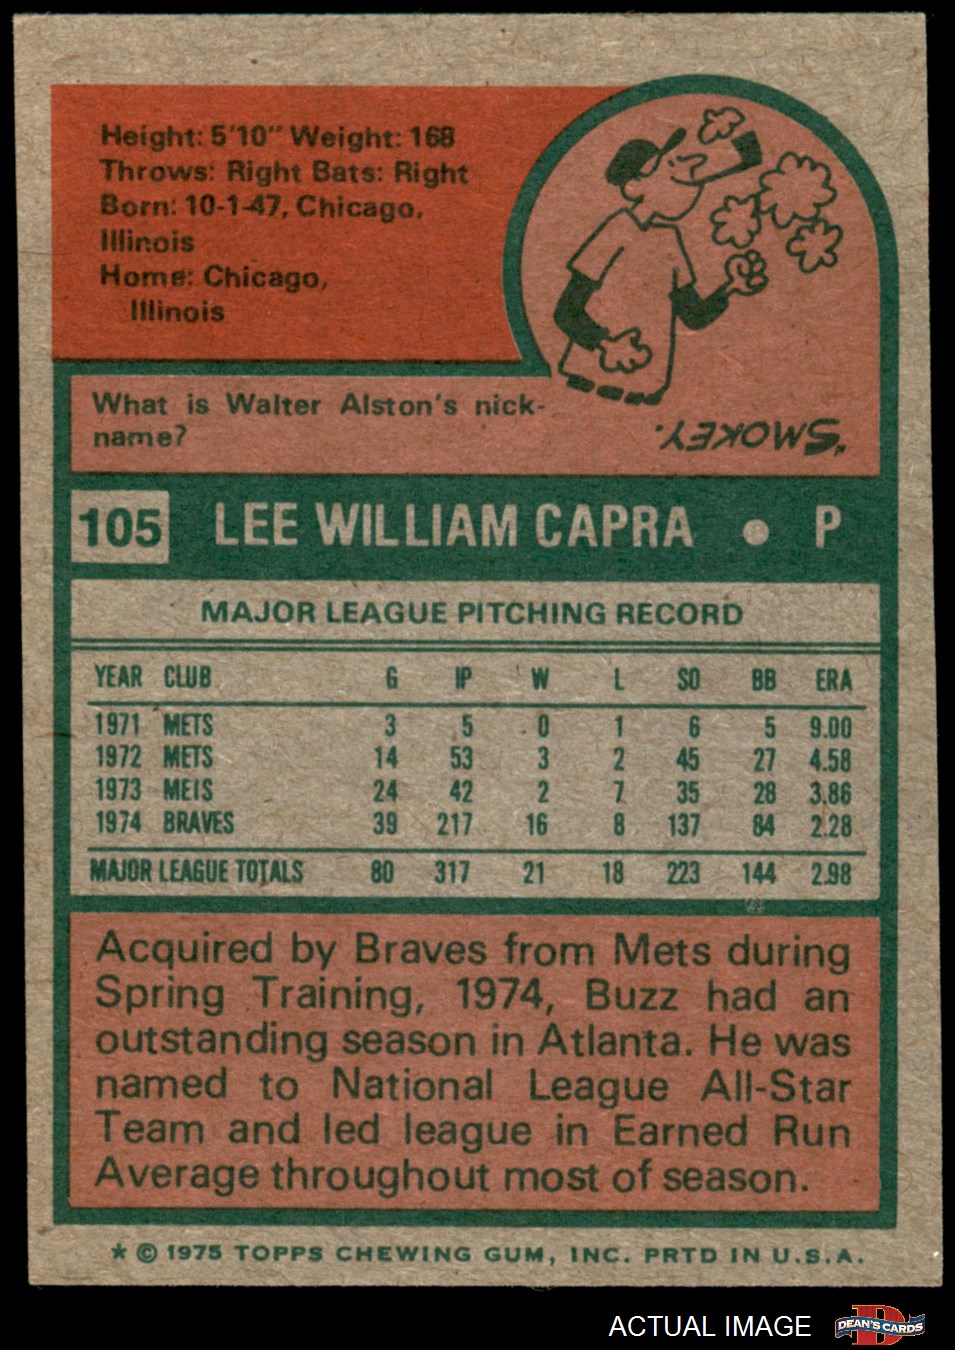 Height: 5'10" Weight: 168
Throws: Right Bats: Right
Born: 10-1-47, Chicago,
Illinois
Home: Chicago,
Illinois
What is Walter Alston's nick-
name?
"SMOKEY.
105 LEE WILLIAM CAPRA • P
MAJOR LEAGUE PITCHING RECORD
YEAR CLUB G IP W L SO BB ERA
1971 METS 3 5 0 1 6 5 9.00
1972 METS 14 53 3 2 45 27 4.58
1973 METS 24 42 2 7 35 28 3.86
1974 BRAVES 39 217 16 8 137 84 2.28
MAJOR LEAGUE TOTALS 80 317 21 18 223 144 2.98
Acquired by Braves from Mets during
Spring Training, 1974, Buzz had an
outstanding season in Atlanta. He was
named to National League All-Star
Team and led league in Earned Run
Average throughout most of season.
* © 1975 TOPPS CHEWING GUM, INC. PRTD IN U.S.A.
ACTUAL IMAGE
D
DEAN'S CARDS